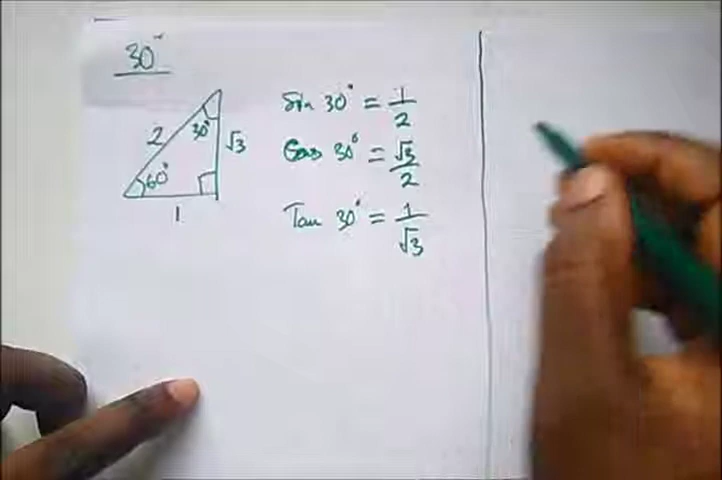 30°
2
30°
√3
60°
1
Sin 30° = 1/2
Cos 30° = √3/2
Tan 30° = 1/√3